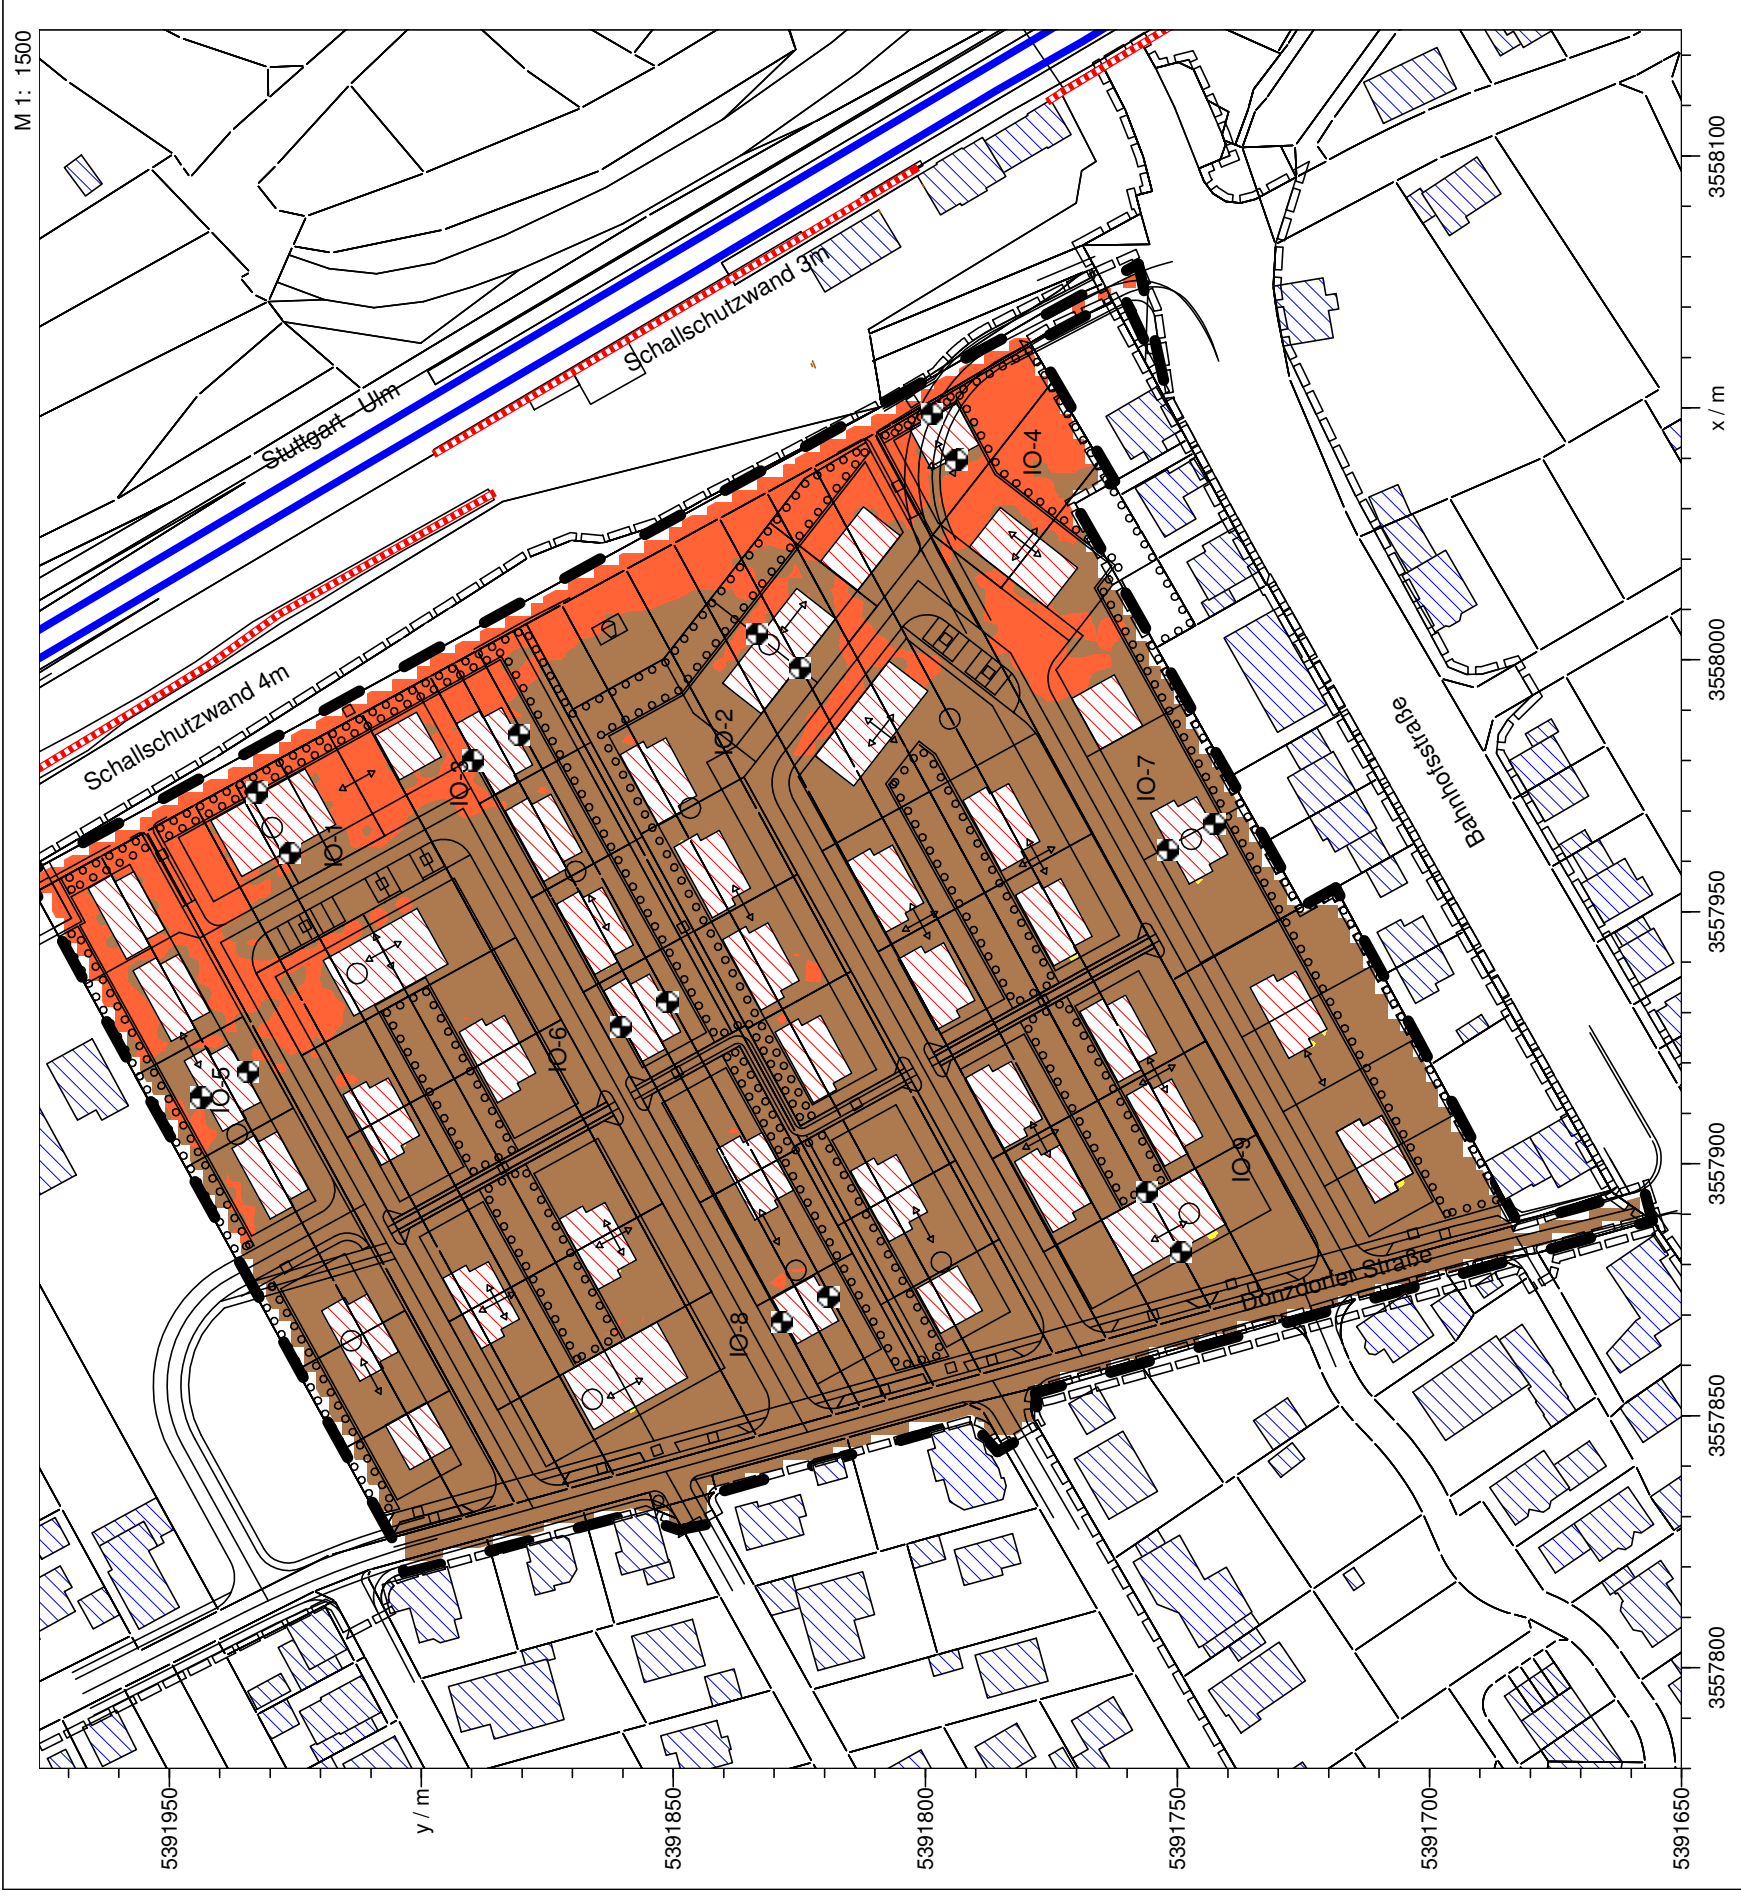 M 1: 1500
Stuttgart - Ulm
Schallschutzwand 4m
Schallschutzwand 3m
IO-1
IO-2
IO-3
IO-4
IO-5
IO-6
IO-7
IO-8
IO-9
Bahnhofsstraße
Donzdorfer Straße
3558100
x / m
3558000
3557950
3557900
3557850
3557800
5391950
y / m
5391850
5391800
5391750
5391700
5391650